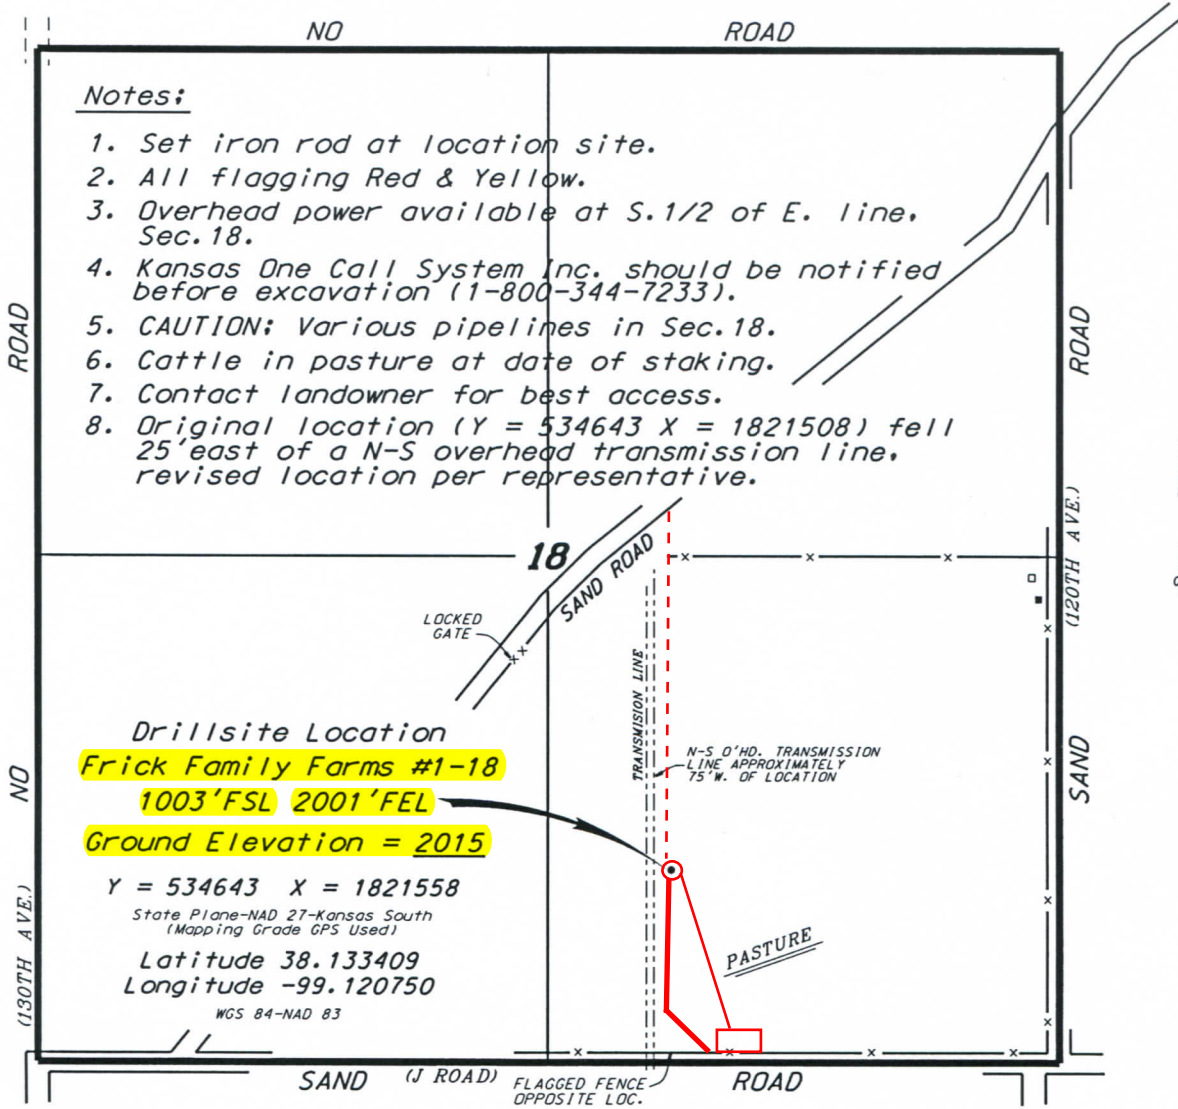 NO ROAD
Notes:
1. Set iron rod at location site.
2. All flagging Red & Yellow.
3. Overhead power available at S.1/2 of E. line,
Sec.18.
4. Kansas One Call System Inc. should be notified
before excavation (1-800-344-7233).
5. CAUTION: Various pipelines in Sec.18.
6. Cattle in pasture at date of staking.
7. Contact landowner for best access.
8. Original location (Y = 534643 X = 1821508) fell
25'east of a N-S overhead transmission line,
revised location per representative.
ROAD
ROAD
(120TH AVE.)
18
SAND ROAD
LOCKED
GATE
TRANSMISION LINE
N-S O'HD. TRANSMISSION
LINE APPROXIMATELY
75'W. OF LOCATION
Drillsite Location
Frick Family Farms #1-18
1003'FSL 2001'FEL
Ground Elevation = 2015
Y = 534643 X = 1821558
State Plane-NAD 27-Kansas South
(Mapping Grade GPS Used)
Latitude 38.133409
Longitude -99.120750
WGS 84-NAD 83
NO
(130TH AVE.)
SAND
PASTURE
SAND (J ROAD) ROAD
FLAGGED FENCE
OPPOSITE LOC.